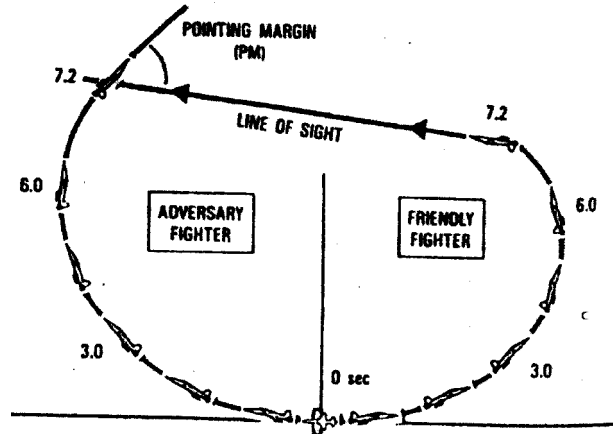 POINTING MARGIN
(PM)
7.2
7.2
LINE OF SIGHT
6.0
ADVERSARY
FIGHTER
FRIENDLY
FIGHTER
6.0
3.0
0 sec
3.0